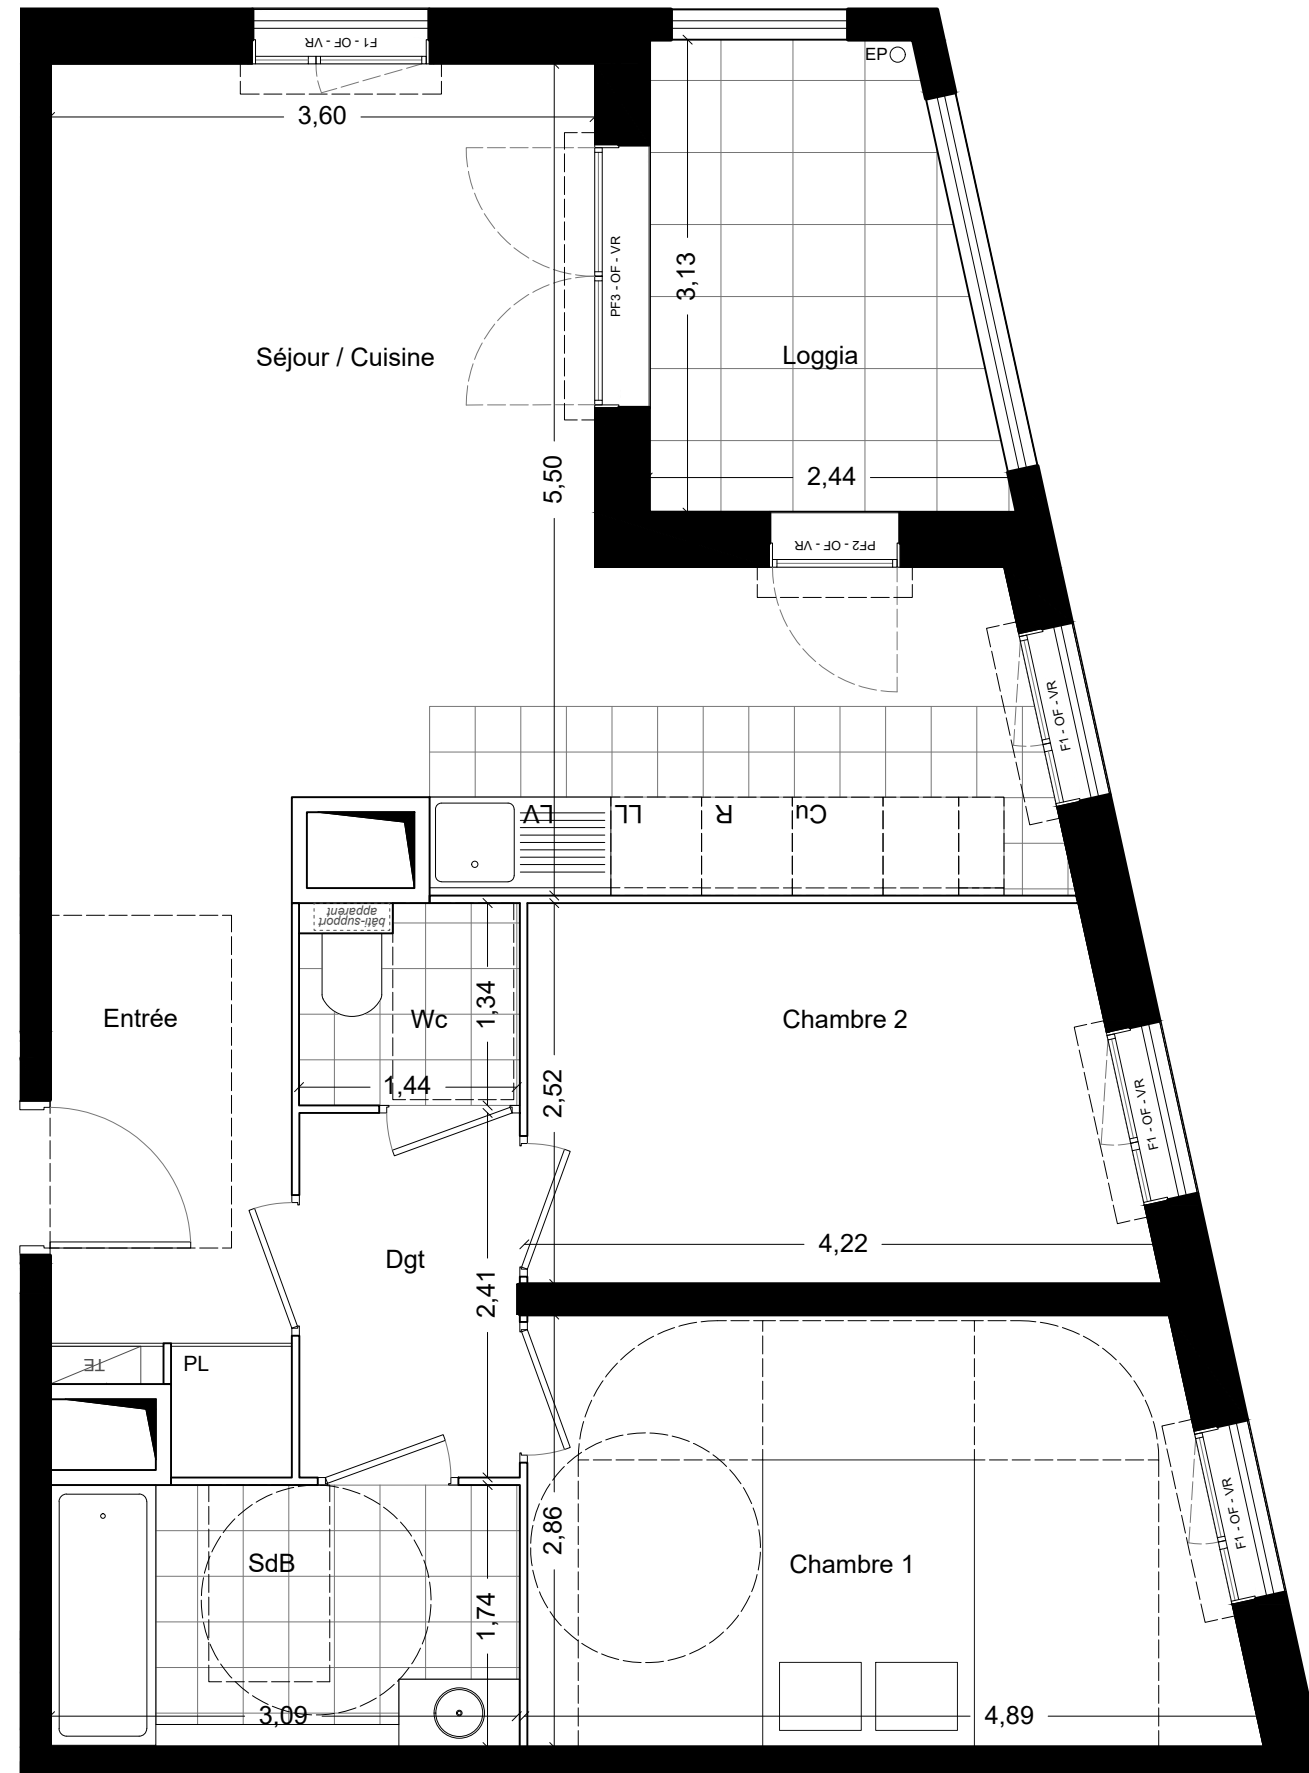 F1 - OF - VR
EP
3,60
PF3 - OF - VR
3,13
Séjour / Cuisine
Loggia
5,50
2,44
PF2 - OF - VR
F1 - OF - VR
LV
LL
R
Cu
bâti-support
apparent
Entrée
Wc
1,34
Chambre 2
1,44
2,52
F1 - OF - VR
Dgt
4,22
2,41
TE
PL
F1 - OF - VR
2,86
SdB
Chambre 1
1,74
3,09
4,89